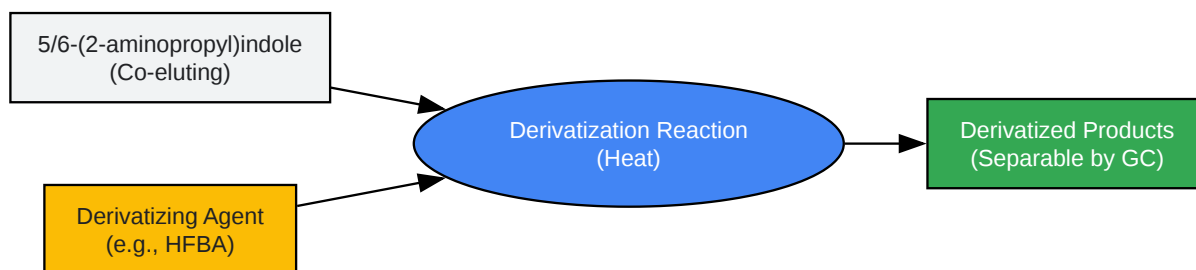 5/6-(2-aminopropyl)indole
(Co-eluting)
Derivatizing Agent
(e.g., HFBA)
Derivatization Reaction
(Heat)
Derivatized Products
(Separable by GC)